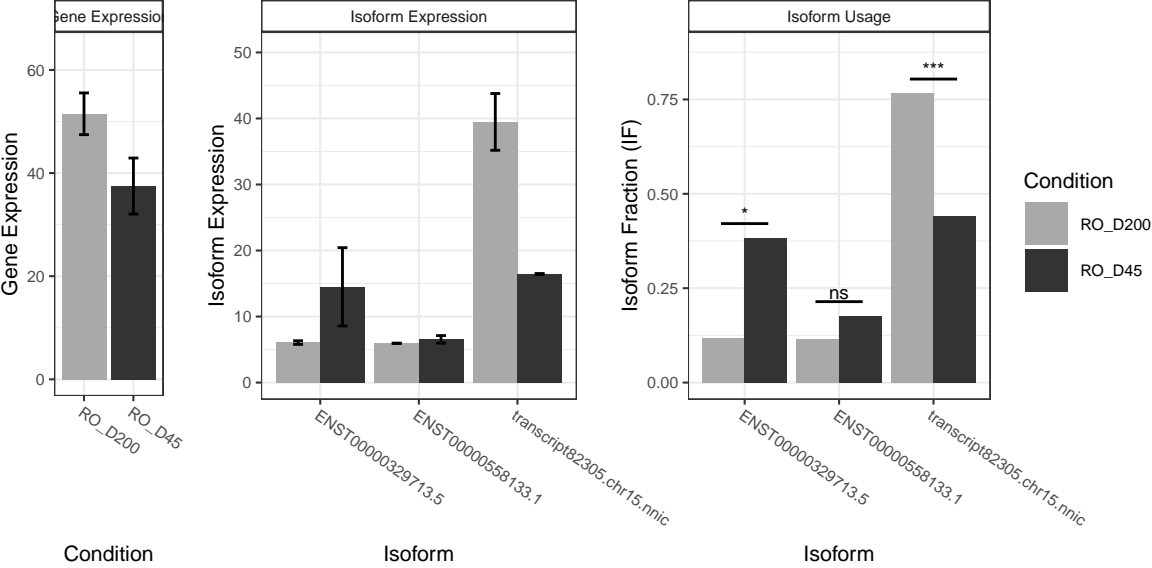 Gene Expression
Gene Expression
60
40
20
0
RO_D200
RO_D45
Condition
Isoform Expression
Isoform Expression
50
40
30
20
10
0
ENST00000329713.5
ENST00000558133.1
transcript82305.chr15.nnic
Isoform
Isoform Usage
Isoform Fraction (IF)
0.75
0.50
0.25
0.00
*
ns
***
ENST00000329713.5
ENST00000558133.1
transcript82305.chr15.nnic
Isoform
Condition
RO_D200
RO_D45